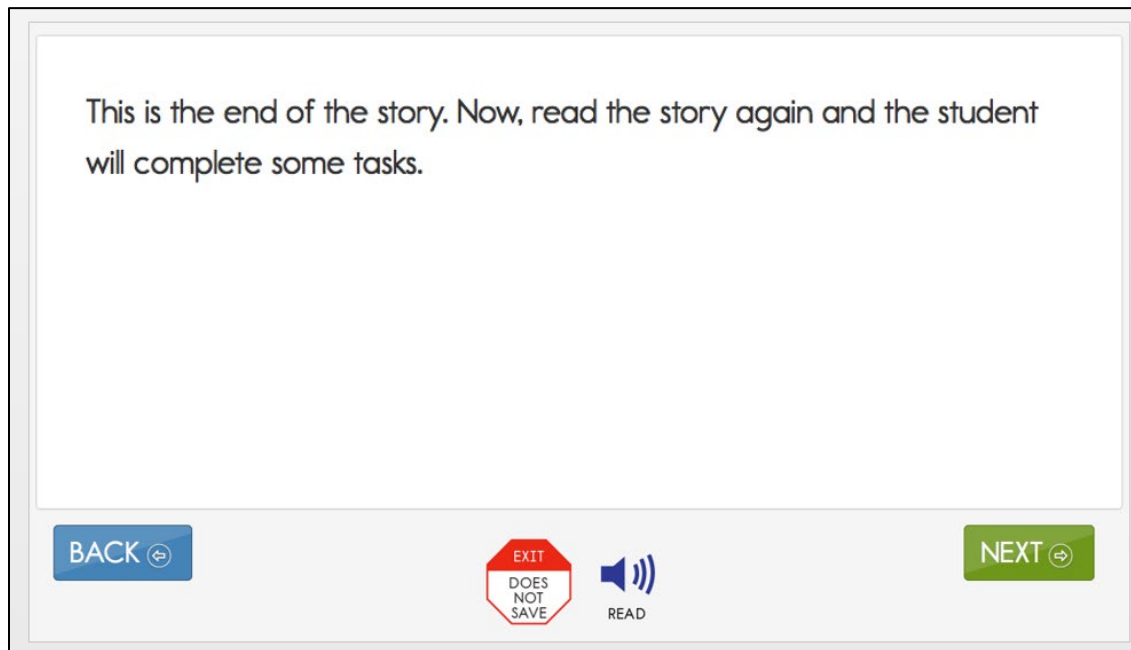 This is the end of the story. Now, read the story again and the student
will complete some tasks.
BACK
EXIT
DOES
NOT
SAVE
READ
NEXT